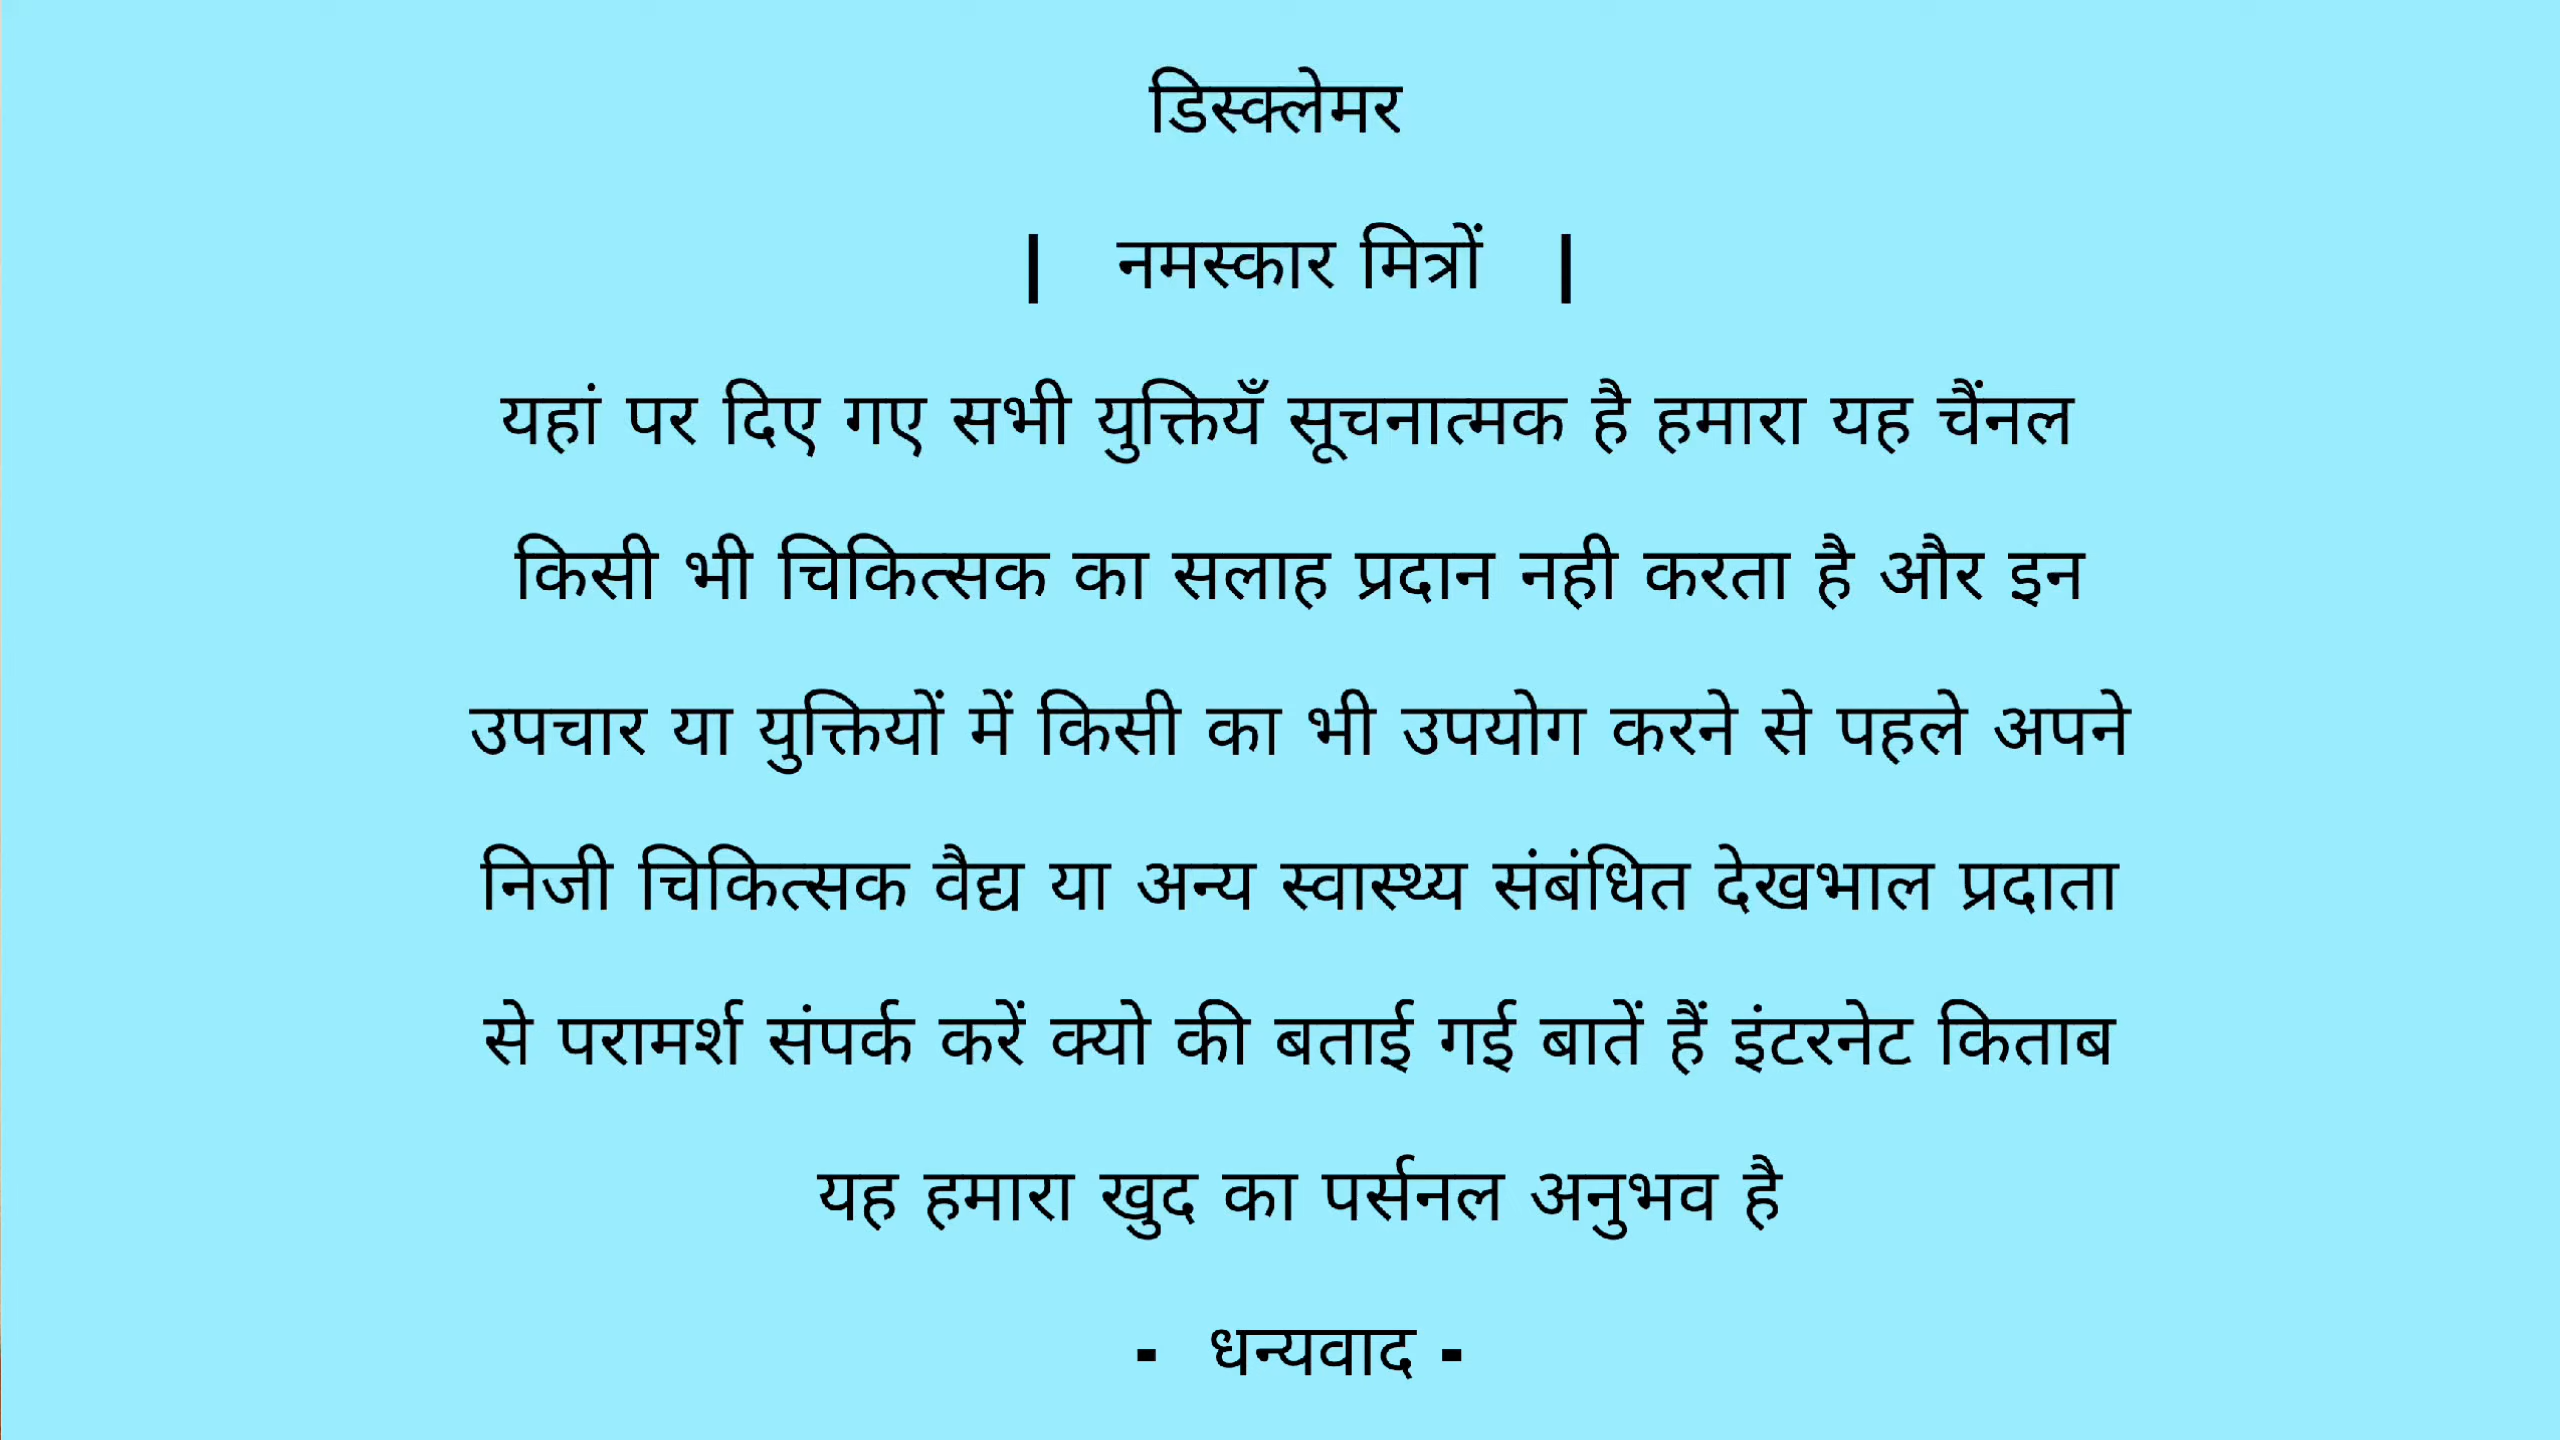 डिस्क्लेमर
| नमस्कार मित्रों |
यहां पर दिए गए सभी युक्तियँ सूचनात्मक है हमारा यह चैंनल
किसी भी चिकित्सक का सलाह प्रदान नही करता है और इन
उपचार या युक्तियों में किसी का भी उपयोग करने से पहले अपने
निजी चिकित्सक वैद्य या अन्य स्वास्थ्य संबंधित देखभाल प्रदाता
से परामर्श संपर्क करें क्यो की बताई गई बातें हैं इंटरनेट किताब
यह हमारा खुद का पर्सनल अनुभव है
- धन्यवाद -